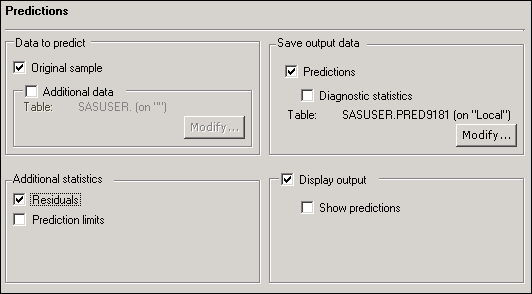 Predictions
Data to predict
Original sample
Additional data
Table: SASUSER. (on "")
Modify...
Save output data
Predictions
Diagnostic statistics
Table: SASUSER.PRED9181 (on "Local")
Modify...
Additional statistics
Residuals
Prediction limits
Display output
Show predictions